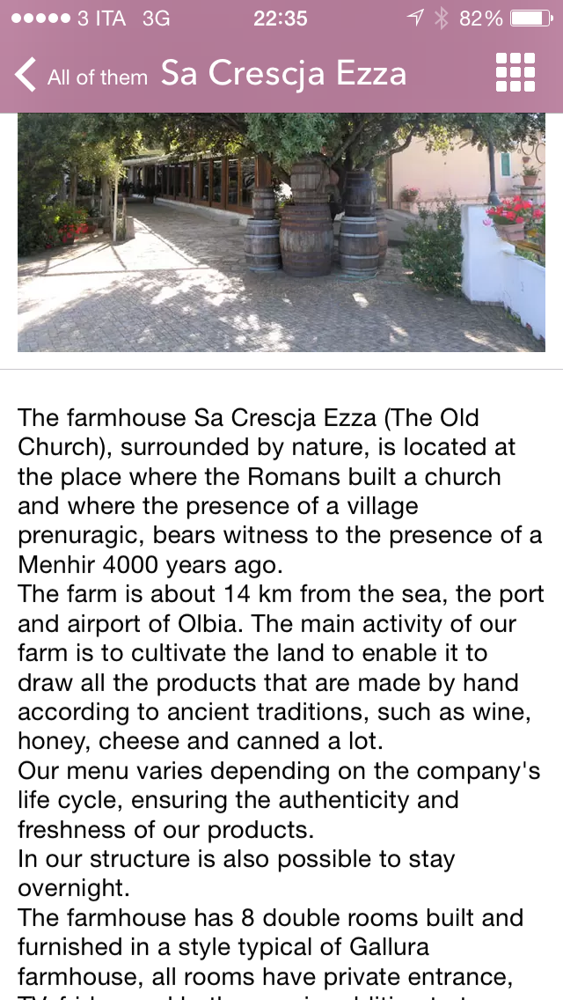 3 ITA 3G 22:35 82%
All of them Sa Crescja Ezza
The farmhouse Sa Crescja Ezza (The Old
Church), surrounded by nature, is located at
the place where the Romans built a church
and where the presence of a village
prenuragic, bears witness to the presence of a
Menhir 4000 years ago.
The farm is about 14 km from the sea, the port
and airport of Olbia. The main activity of our
farm is to cultivate the land to enable it to
draw all the products that are made by hand
according to ancient traditions, such as wine,
honey, cheese and canned a lot.
Our menu varies depending on the company's
life cycle, ensuring the authenticity and
freshness of our products.
In our structure is also possible to stay
overnight.
The farmhouse has 8 double rooms built and
furnished in a style typical of Gallura
farmhouse, all rooms have private entrance,